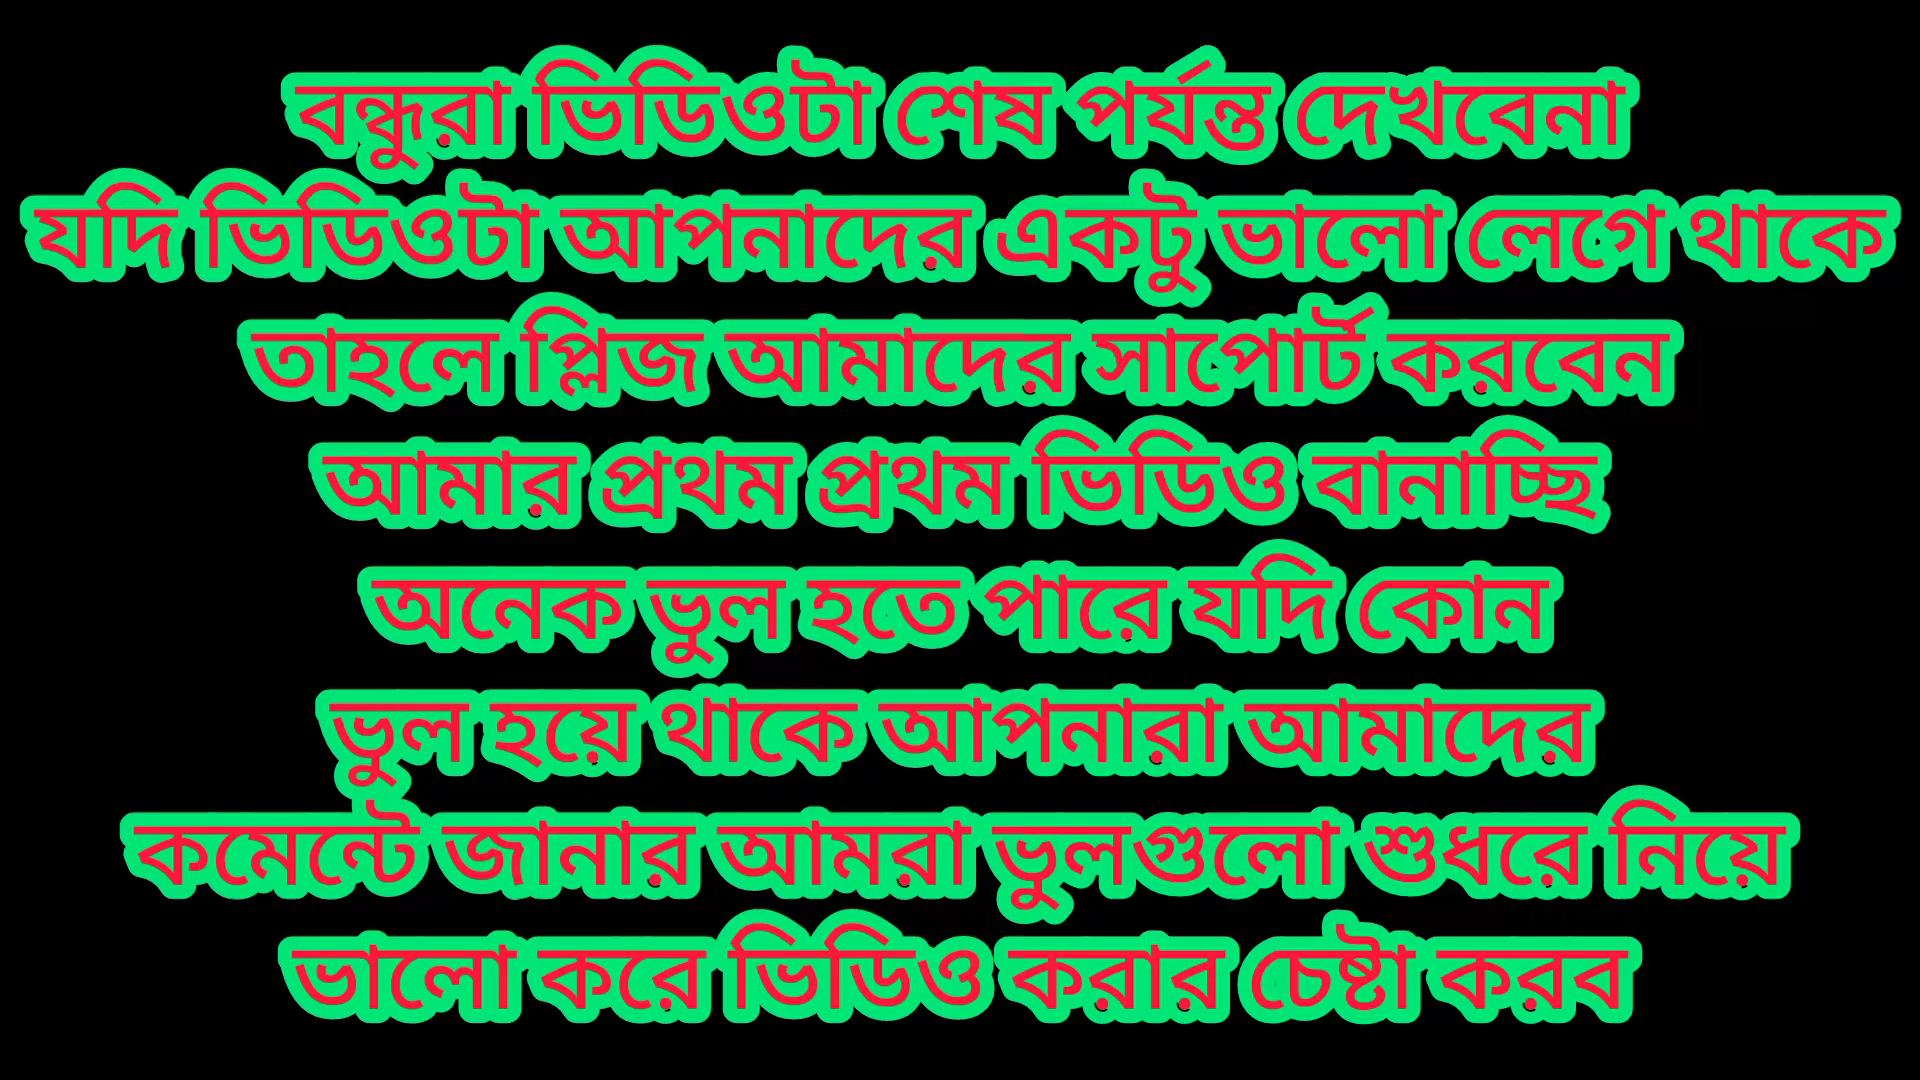 বন্ধুরা ভিডিওটা শেষ পর্যন্ত দেখবেনা
যদি ভিডিওটা আপনাদের একটু ভালো লেগে থাকে
তাহলে প্লিজ আমাদের সাপোর্ট করবেন
আমার প্রথম প্রথম ভিডিও বানাচ্ছি
অনেক ভুল হতে পারে যদি কোন
ভুল হয়ে থাকে আপনারা আমাদের
কমেন্টে জানার আমরা ভুলগুলো শুধরে নিয়ে
ভালো করে ভিডিও করার চেষ্টা করব